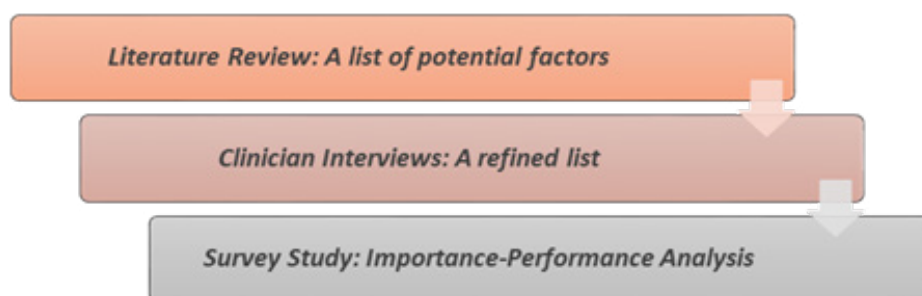 Literature Review: A list of potential factors
Clinician Interviews: A refined list
Survey Study: Importance-Performance Analysis